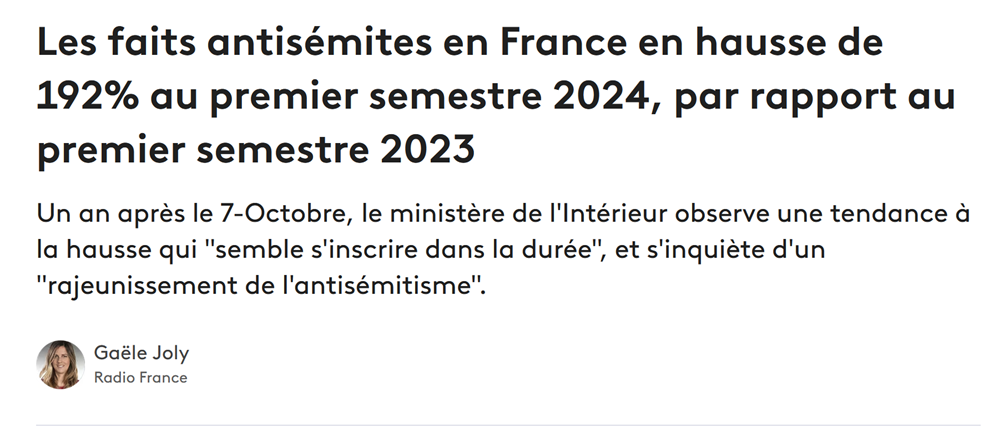 Les faits antisémites en France en hausse de
192% au premier semestre 2024, par rapport au
premier semestre 2023
Un an après le 7-Octobre, le ministère de l'Intérieur observe une tendance à
la hausse qui "semble s'inscrire dans la durée", et s'inquiète d'un
"rajeunissement de l'antisémitisme".
Gaële Joly
Radio France